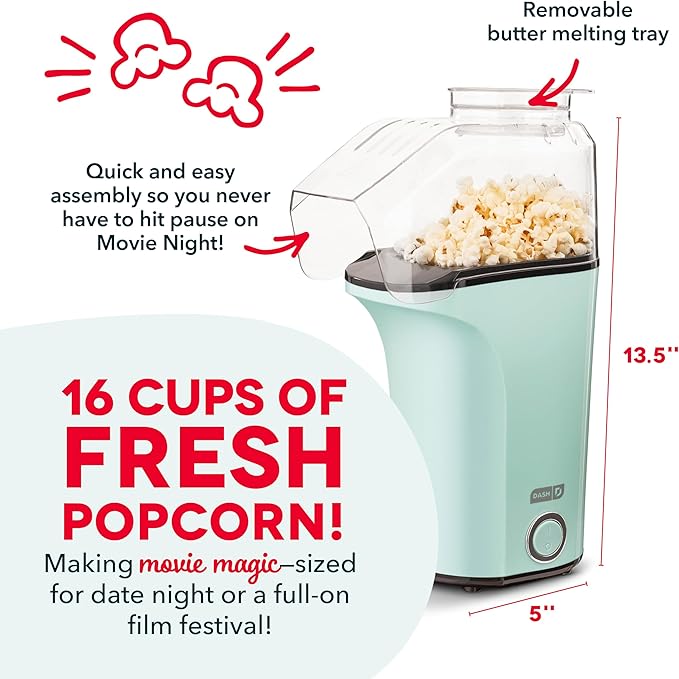 Removable
butter melting tray
Quick and easy
assembly so you never
have to hit pause on
Movie Night!
13.5''
16 CUPS OF
FRESH
POPCORN!
Making movie magic–sized
for date night or a full-on
film festival!
DASH
5''